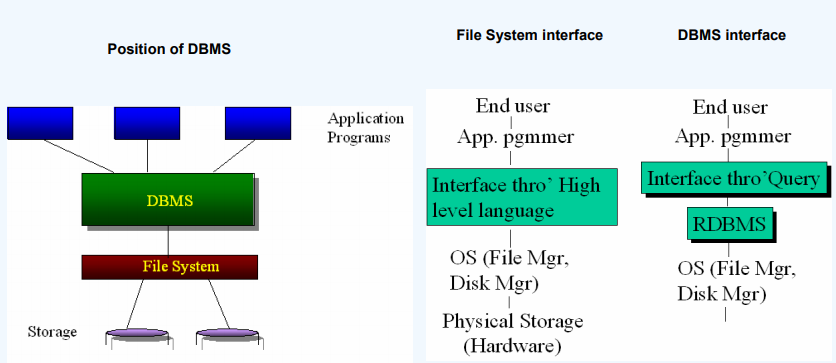 Position of DBMS
Application
Programs
DBMS
File System
Storage
File System interface
End user
App. pgmmer
Interface thro’ High
level language
OS (File Mgr,
Disk Mgr)
Physical Storage
(Hardware)
DBMS interface
End user
App. pgmmer
Interface thro’Query
RDBMS
OS (File Mgr,
Disk Mgr)